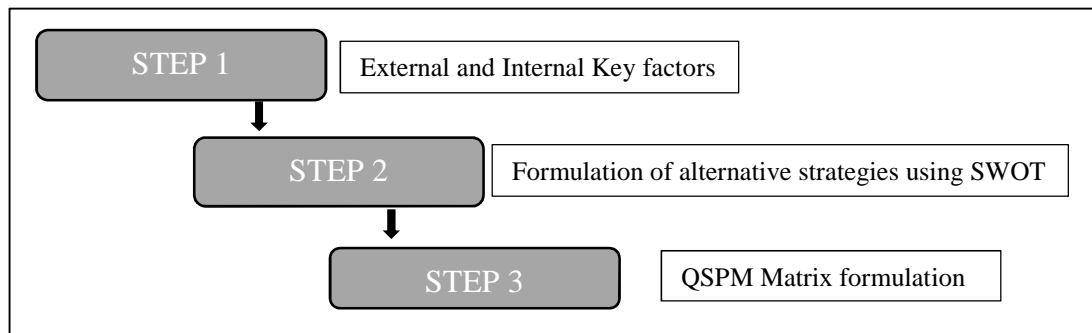 STEP 1
External and Internal Key factors
STEP 2
Formulation of alternative strategies using SWOT
STEP 3
QSPM Matrix formulation